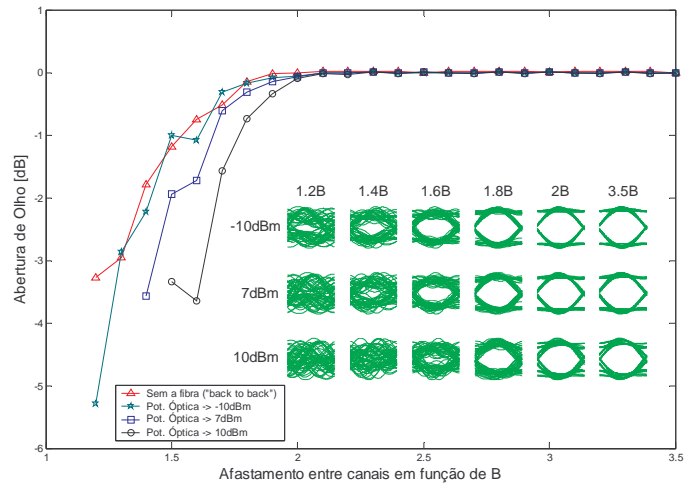 1
0
-1
-2
-3
-4
-5
-6
Abertura de Olho [dB]
1.2B 1.4B 1.6B 1.8B 2B 3.5B
-10dBm
7dBm
10dBm
Sem a fibra ("back to back")
Pot. Óptica -> -10dBm
Pot. Óptica -> 7dBm
Pot. Óptica -> 10dBm
1 1.5 2 2.5 3 3.5
Afastamento entre canais em função de B